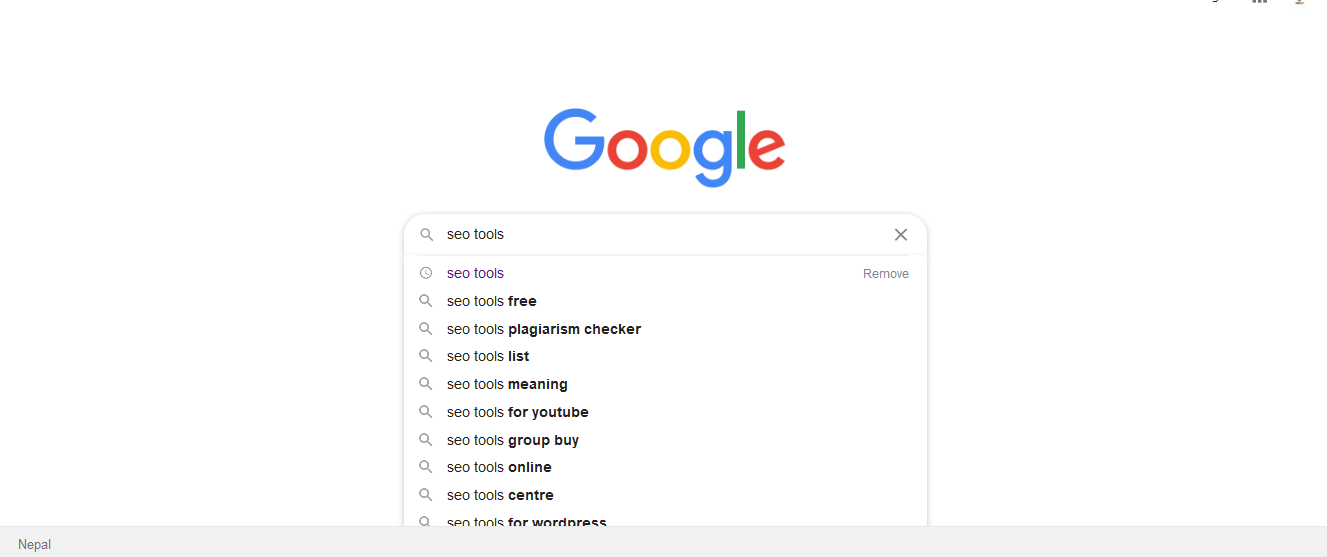 Google
seo tools
seo tools Remove
seo tools free
seo tools plagiarism checker
seo tools list
seo tools meaning
seo tools for youtube
seo tools group buy
seo tools online
seo tools centre
seo tools for wordpress
Nepal